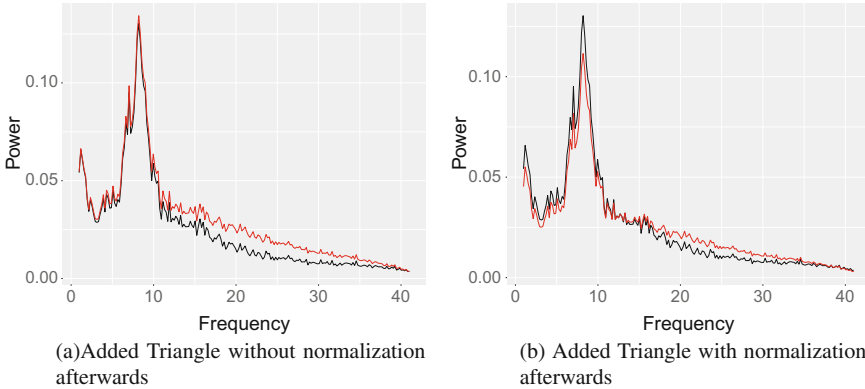 0.10
0.05
0.00
Power
0 10 20 30 40
Frequency
(a)Added Triangle without normalization
afterwards
0.10
0.05
0.00
Power
0 10 20 30 40
Frequency
(b) Added Triangle with normalization
afterwards